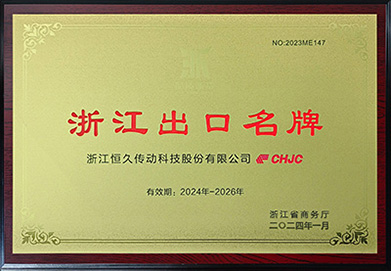 NO:2023ME147
浙江出口名牌
浙江恒久传动科技股份有限公司 CHJC
有效期：2024年-2026年
浙江省商务厅
二〇二四年一月